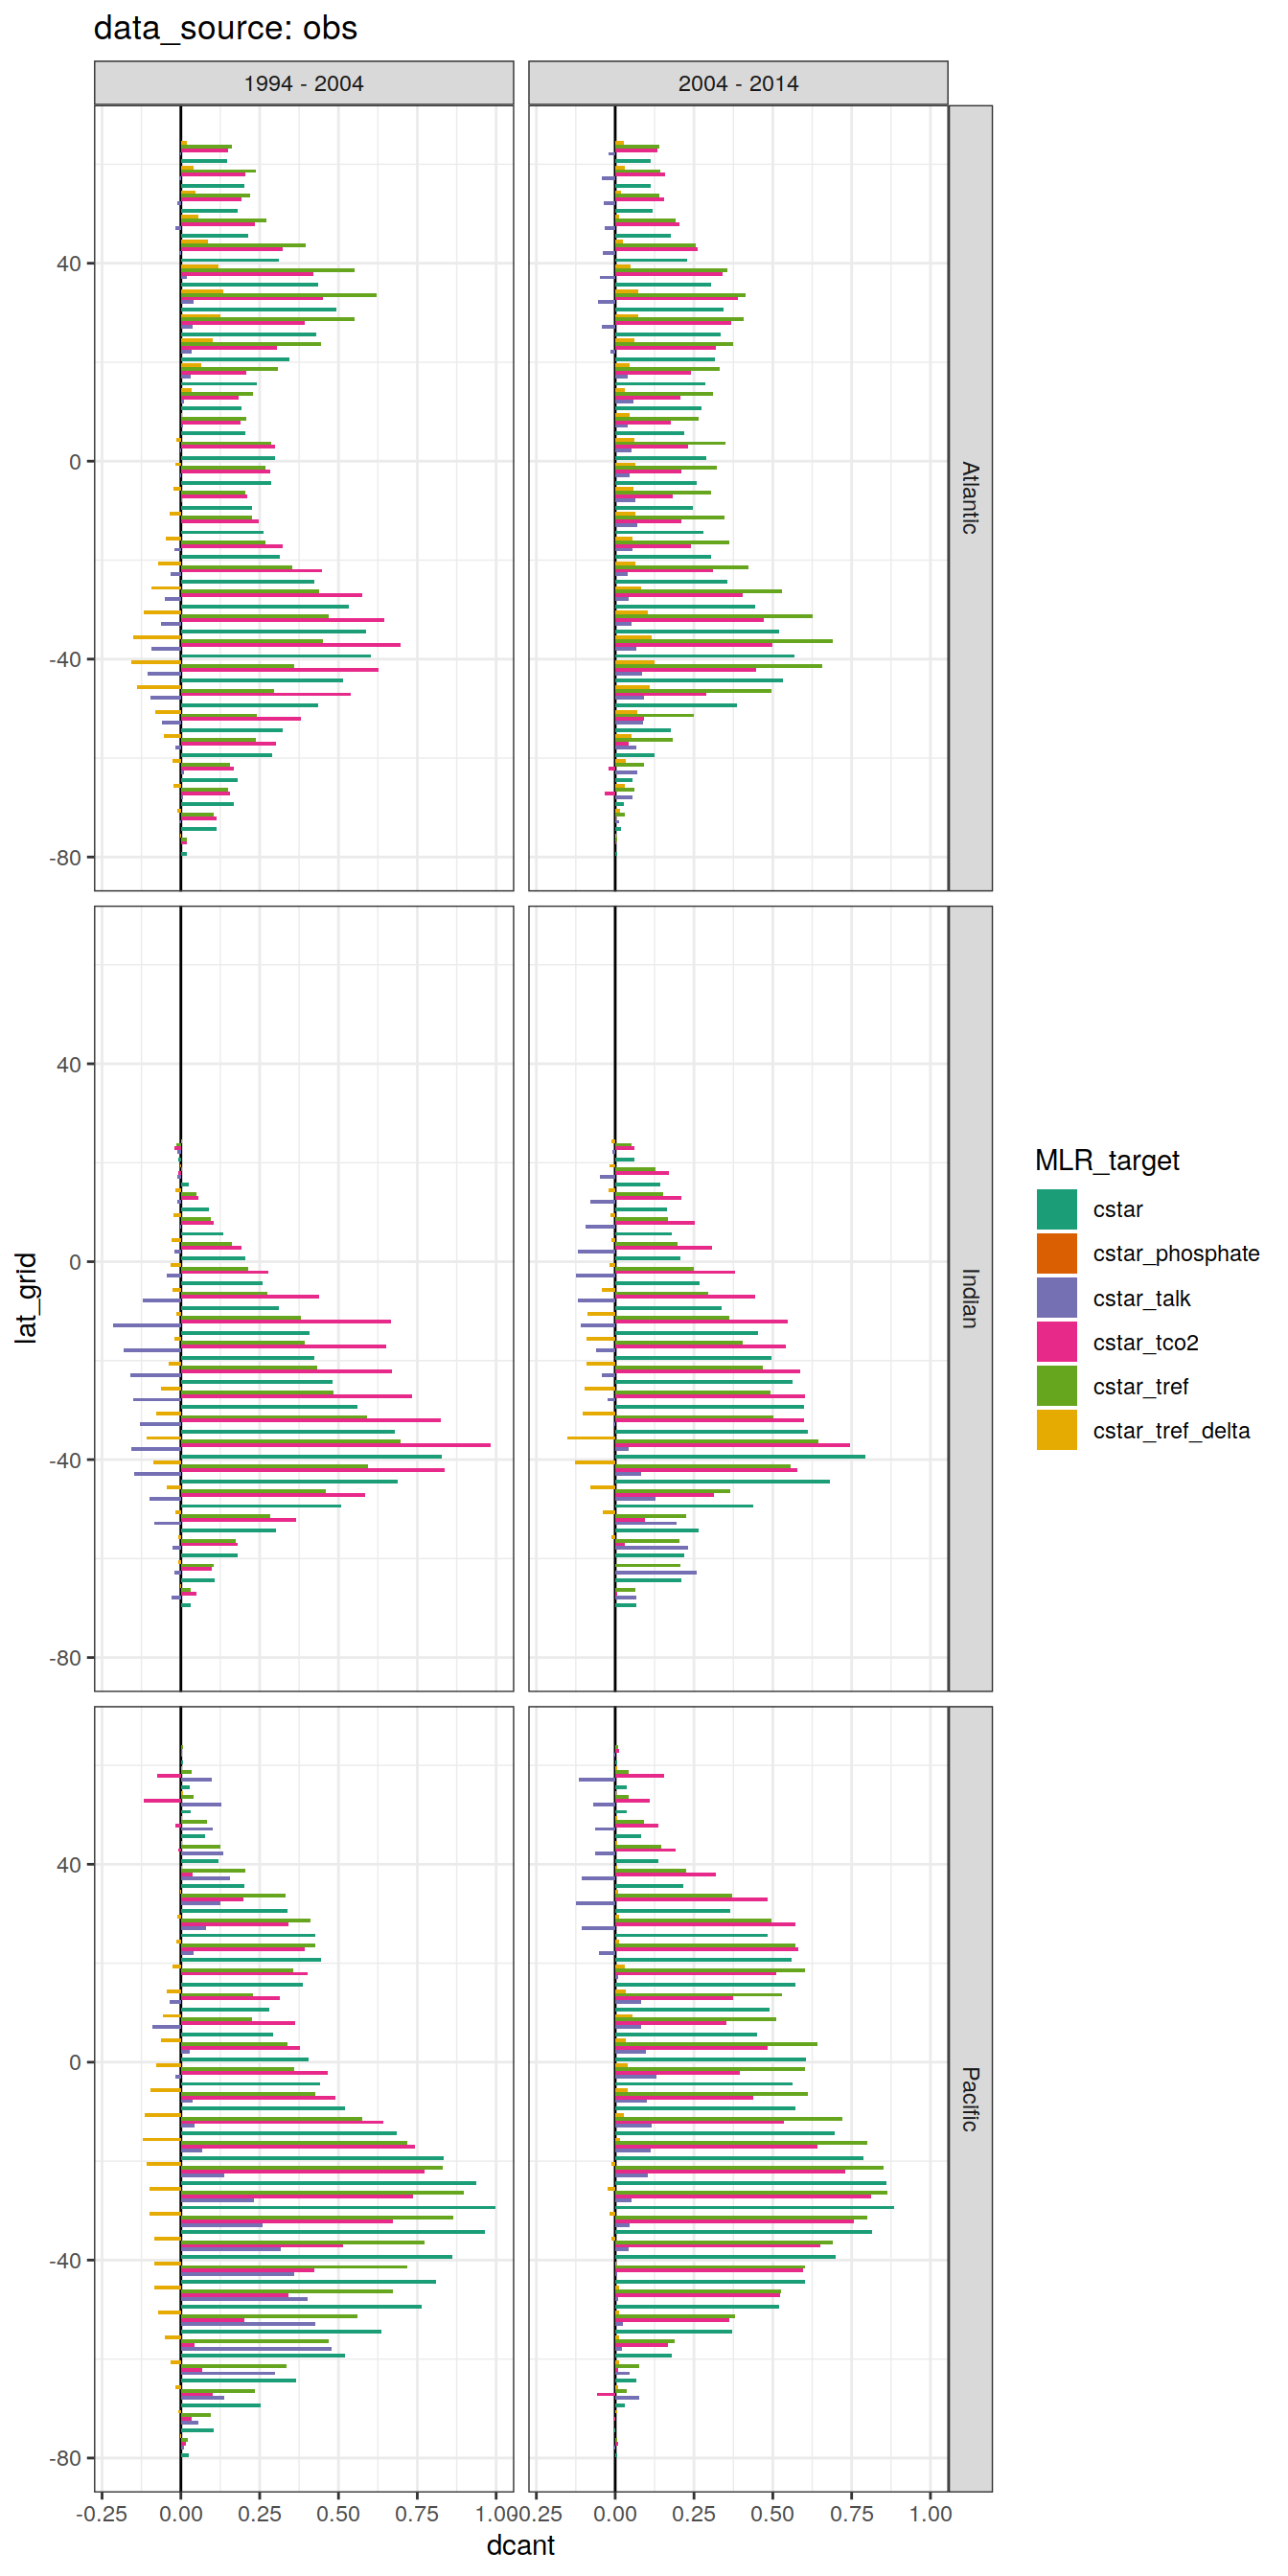 data_source: obs
1994 - 2004
2004 - 2014
40
0
-40
-80
Atlantic
40
0
-40
-80
Indian
40
0
-40
-80
Pacific
lat_grid
-0.25 0.00 0.25 0.50 0.75 1.00
-0.25 0.00 0.25 0.50 0.75 1.00
dcant
MLR_target
cstar
cstar_phosphate
cstar_talk
cstar_tco2
cstar_tref
cstar_tref_delta